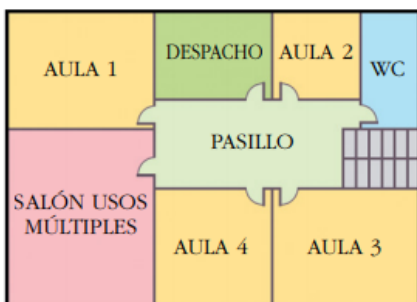 AULA 1
DESPACHO
AULA 2
WC
PASILLO
SALÓN USOS
MÚLTIPLES
AULA 4
AULA 3